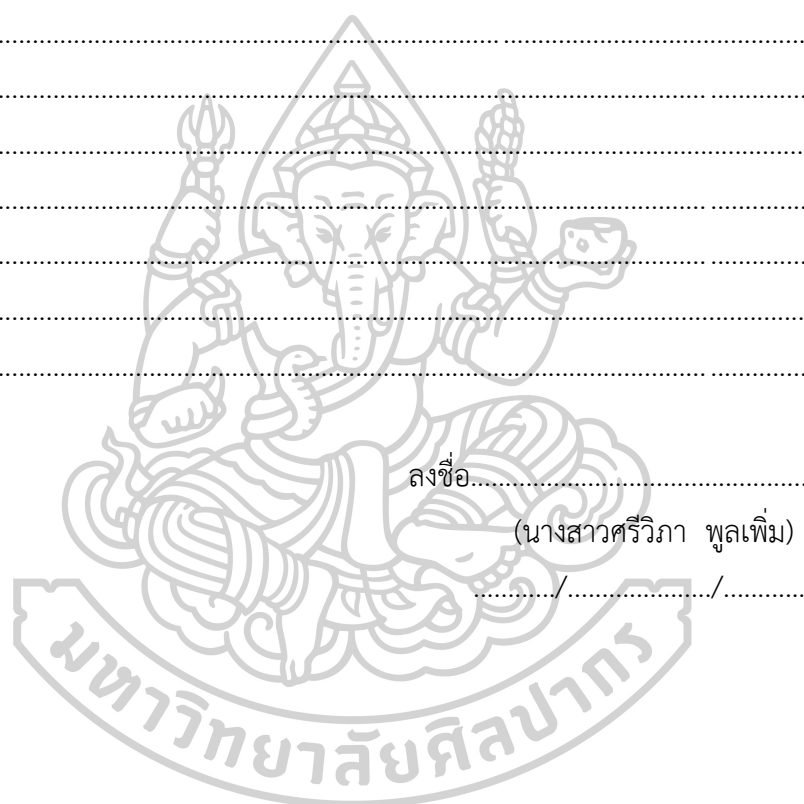 ................................................................ ................................................
........................................................................................... ....................
................................................................................................................
........................................................................................... ....................
........................................................................................... ....................
.................................... ...........................................................................
........................................................................................... ....................
ลงชื่อ...............................................
(นางสาวศรีวิภา พูลเพิ่ม)
............/...................../............
มหาวิทยาลัยศิลปากร